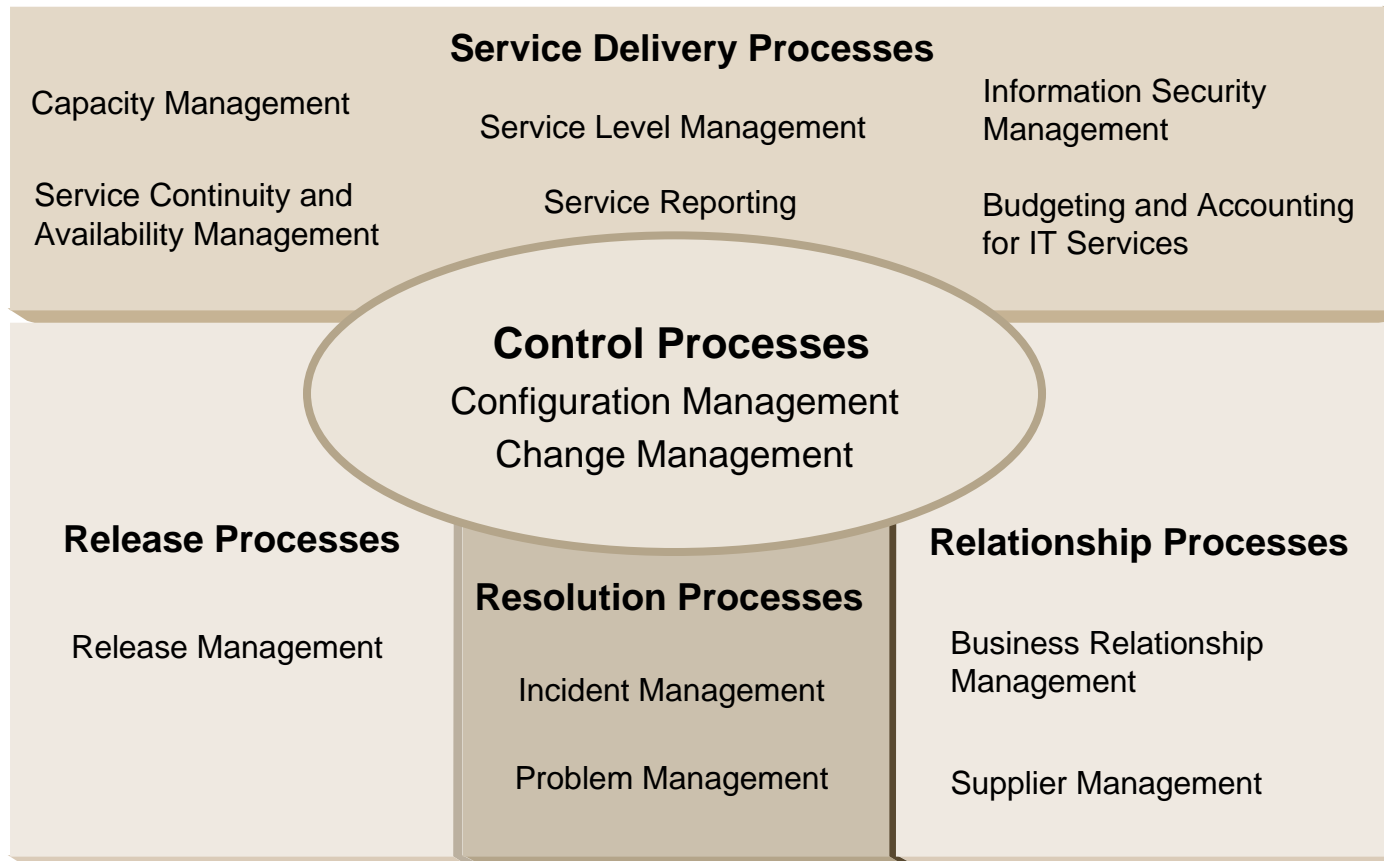 Service Delivery Processes
Capacity Management
Service Continuity and
Availability Management
Service Level Management
Service Reporting
Information Security
Management
Budgeting and Accounting
for IT Services
Control Processes
Configuration Management
Change Management
Release Processes
Release Management
Resolution Processes
Incident Management
Problem Management
Relationship Processes
Business Relationship
Management
Supplier Management